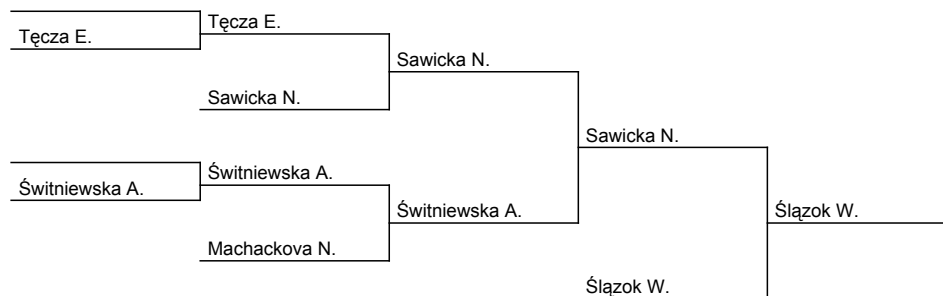 Tęcza E.
Tęcza E.
Sawicka N.
Sawicka N.
Świtniewska A.
Świtniewska A.
Machackova N.
Świtniewska A.
Sawicka N.
Ślązok W.
Ślązok W.